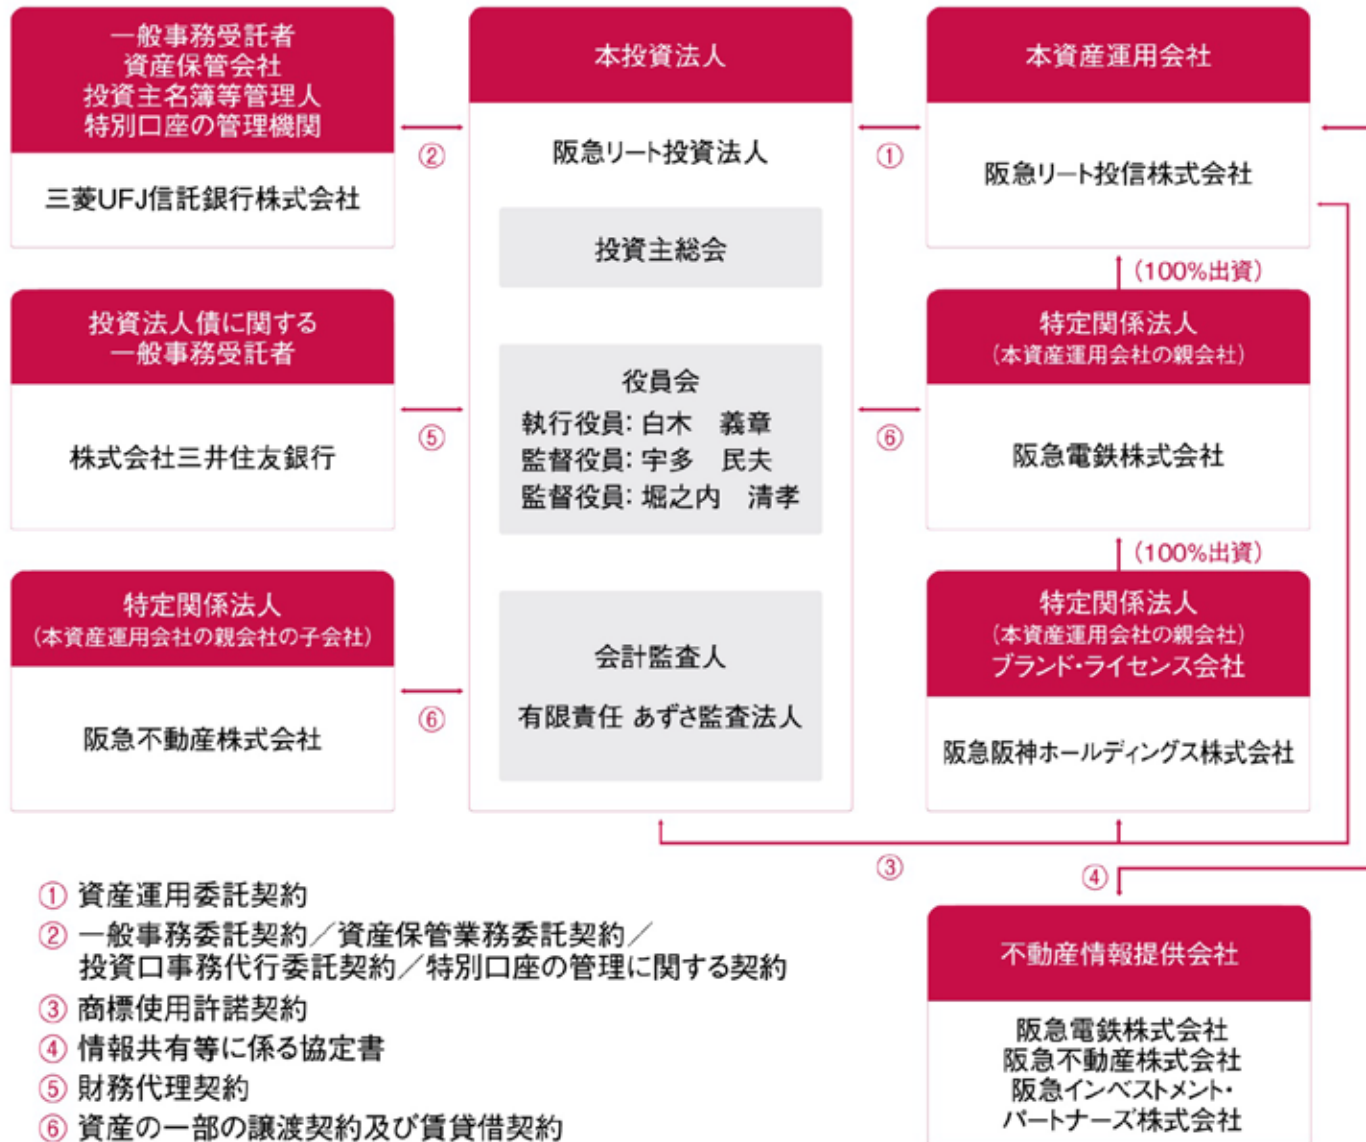 一般事務受託者
資産保管会社
投資主名簿等管理人
特別口座の管理機関
三菱UFJ信託銀行株式会社
②
本投資法人
阪急リート投資法人
投資主総会
役員会
執行役員: 白木　義章
監督役員: 宇多　民夫
監督役員: 堀之内　清孝
会計監査人
有限責任 あずさ監査法人
①
本資産運用会社
阪急リート投信株式会社
(100%出資)
投資法人債に関する
一般事務受託者
株式会社三井住友銀行
⑤
⑥
特定関係法人
(本資産運用会社の親会社)
阪急電鉄株式会社
(100%出資)
特定関係法人
(本資産運用会社の親会社の子会社)
阪急不動産株式会社
⑥
特定関係法人
(本資産運用会社の親会社)
ブランド・ライセンス会社
阪急阪神ホールディングス株式会社
③
④
不動産情報提供会社
阪急電鉄株式会社
阪急不動産株式会社
阪急インベストメント・
パートナーズ株式会社
① 資産運用委託契約
② 一般事務委託契約／資産保管業務委託契約／
投資口事務代行委託契約／特別口座の管理に関する契約
③ 商標使用許諾契約
④ 情報共有等に係る協定書
⑤ 財務代理契約
⑥ 資産の一部の譲渡契約及び賃貸借契約